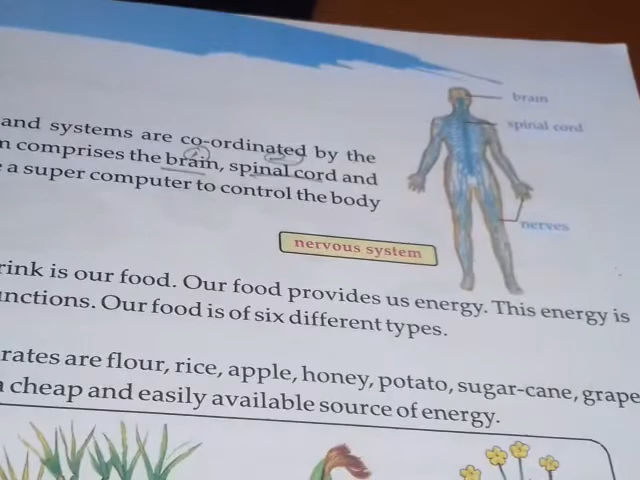 brain
spinal cord
nerves
and systems are co-ordinated by the
comprises the brain, spinal cord and
a super computer to control the body
nervous system
is our food. Our food provides us energy. This energy is
Our food is of six different types.
are flour, rice, apple, honey, potato, sugar-cane, grape
cheap and easily available source of energy.